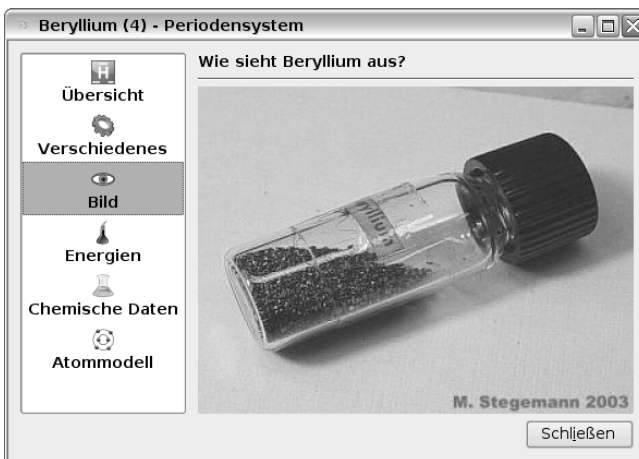 Beryllium (4) - Periodensystem
Übersicht
Verschiedenes
Bild
Energien
Chemische Daten
Atommodell
Wie sieht Beryllium aus?
M. Stegemann 2003
Schließen